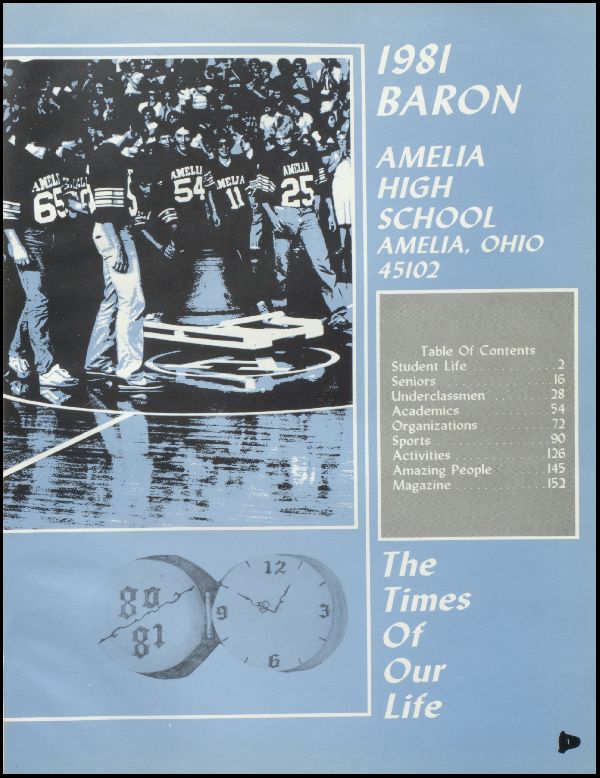 1981
BARON
AMELIA
HIGH
SCHOOL
AMELIA, OHIO
45102
AMELIA
65
AMELIA
54
AMELIA
11
AMELIA
25
Table Of Contents
Student Life . . . . . . . . . . . . 2
Seniors . . . . . . . . . . . . . . . 16
Underclassmen . . . . . . . . . 28
Academics . . . . . . . . . . . . 54
Organizations . . . . . . . . . . 72
Sports . . . . . . . . . . . . . . . 90
Activities . . . . . . . . . . . . 126
Amazing People . . . . . . . 145
Magazine . . . . . . . . . . . . 152
80
81
12
3
6
9
The
Times
Of
Our
Life